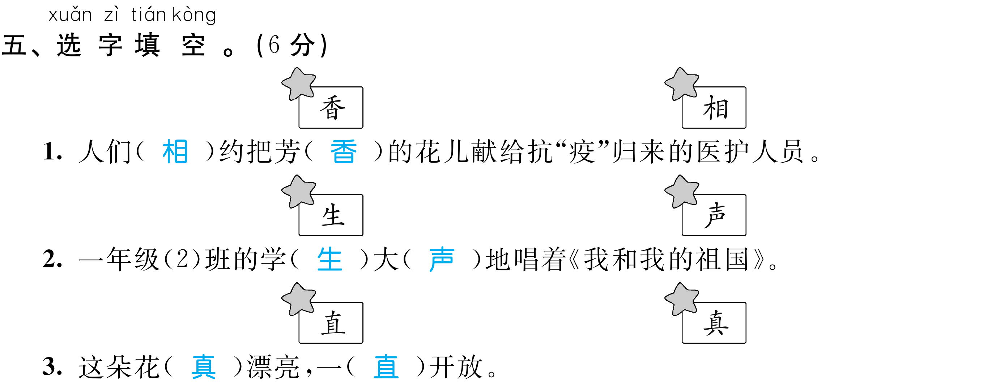 xuǎn zì tián kòng
五、选字填空。(6分)
香 相
1. 人们( 相 )约把芳( 香 )的花儿献给抗“疫”归来的医护人员。
生 声
2. 一年级(2)班的学( 生 )大( 声 )地唱着《我和我的祖国》。
直 真
3. 这朵花( 真 )漂亮,一( 直 )开放。